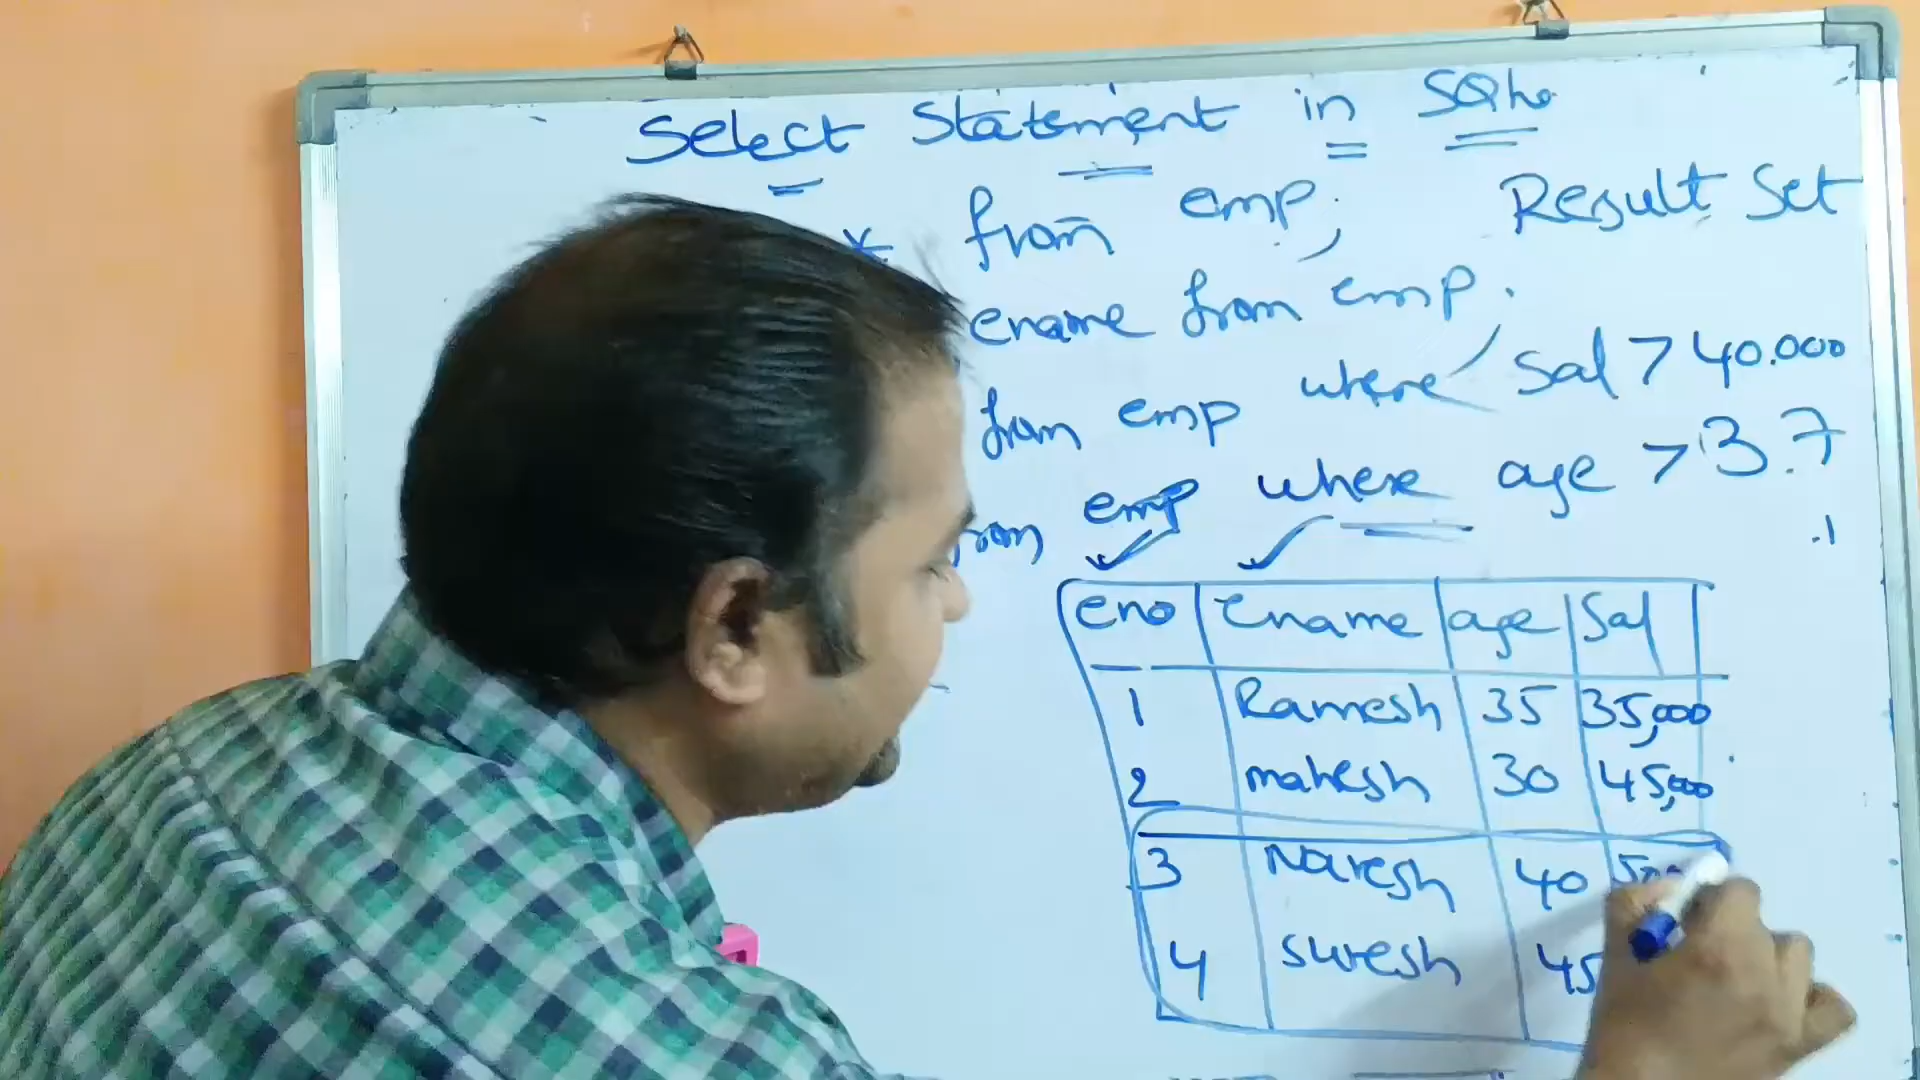 Select Statement in SQL
* from emp; Result Set
ename from emp;
from emp where Sal > 40.000
from emp where age > 37
eno ename age Sal
1 Ramesh 35 35,000
2 mahesh 30 45,000
3 Naresh 40
4 suresh 45